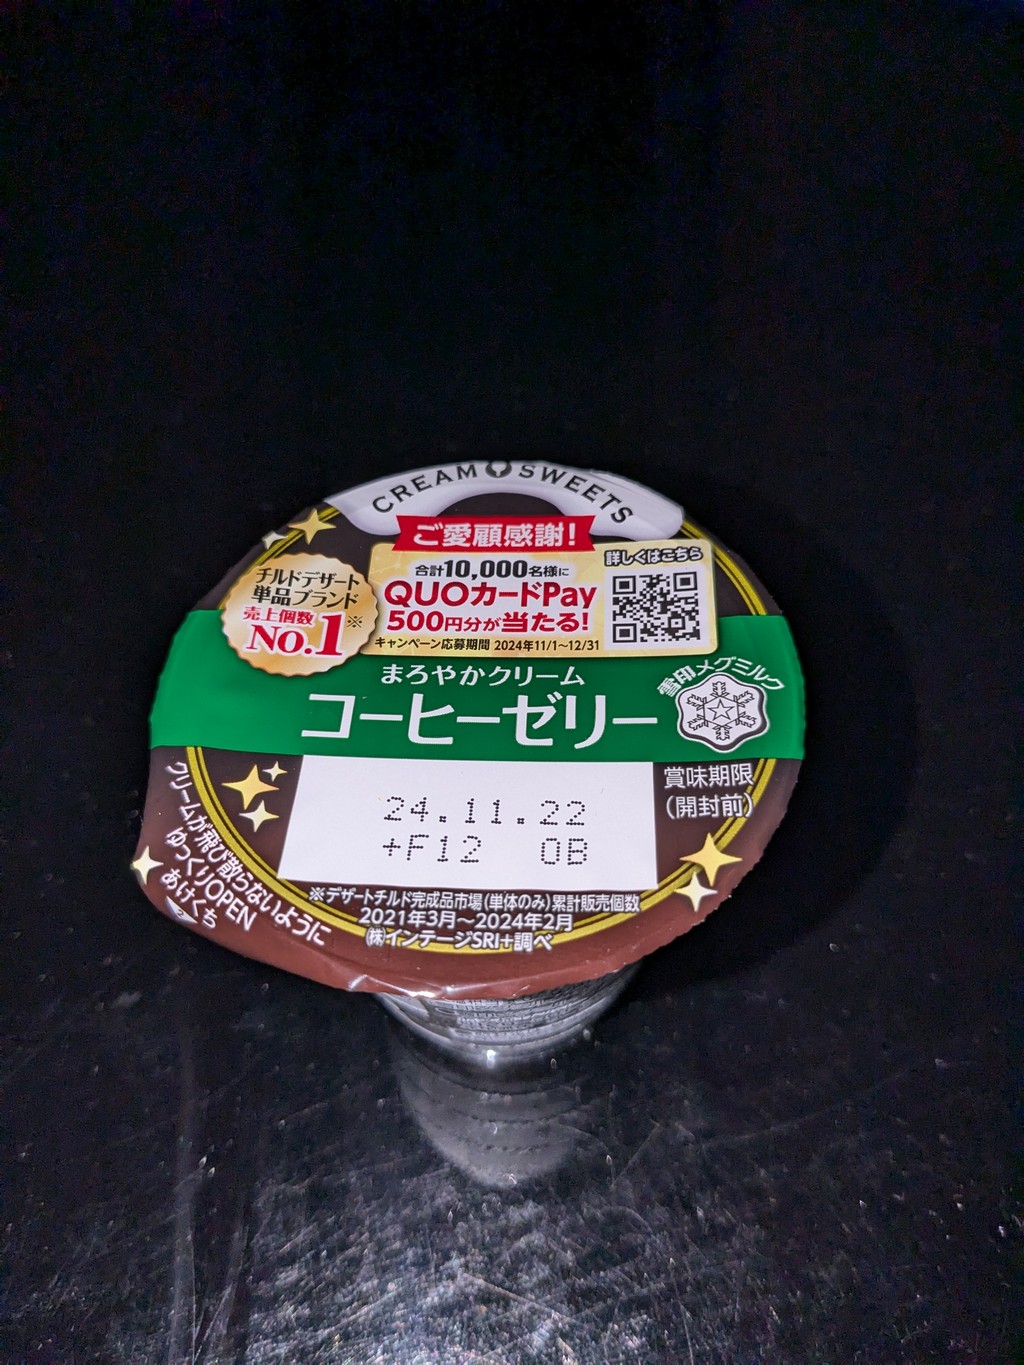 CREAM SWEETS
ご愛顧感謝!
合計10,000名様に
QUOカードPay
500円分が当たる!
キャンペーン応募期間 2024年11/1~12/31
詳しくはこちら
チルドデザート
単品ブランド
売上個数
No.1※
まろやかクリーム
コーヒーゼリー
雪印メグミルク
賞味期限
(開封前)
24.11.22
+F12 0B
クリームが飛び散らないように
ゆっくりOPEN
あけくち
※デザートチルド完成品市場(単体のみ)累計販売個数
2021年3月~2024年2月
(株)インテージSRI+調べ